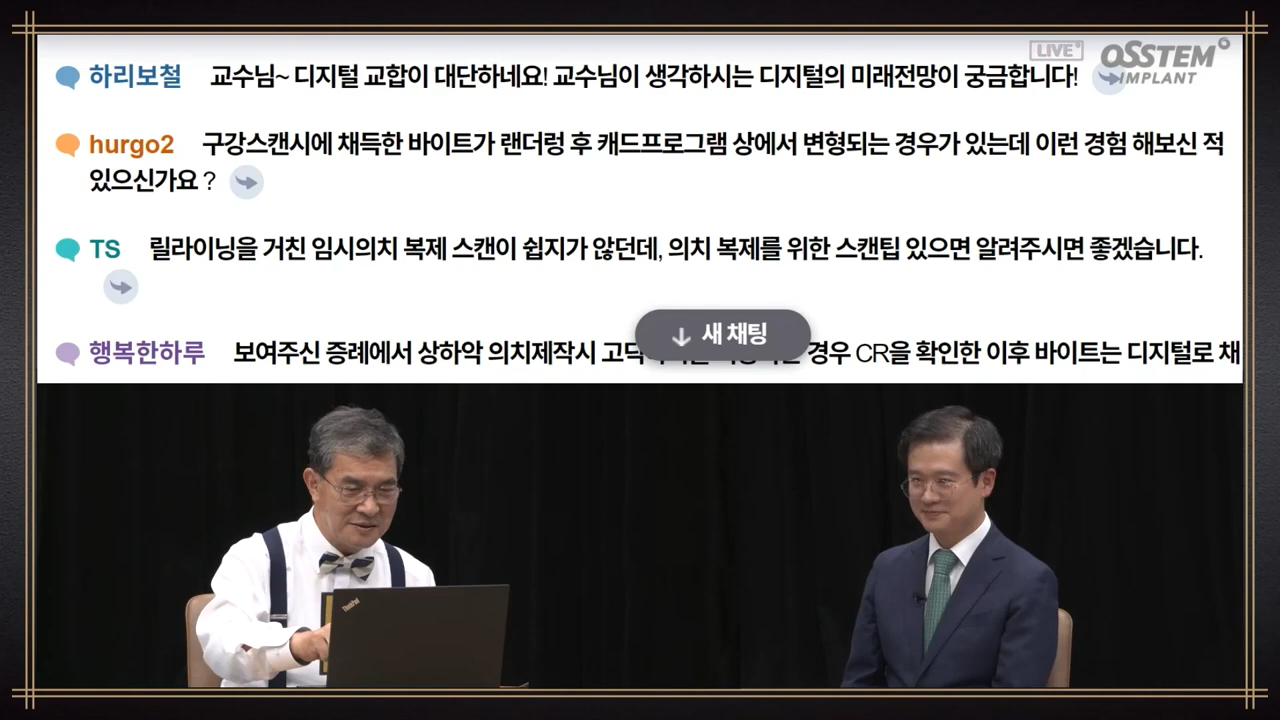 LIVE
OSSTEM
IMPLANT
하리보철 교수님~ 디지털 교합이 대단하네요! 교수님이 생각하시는 디지털의 미래전망이 궁금합니다!
hurgo2 구강스캔시에 채득한 바이트가 랜더렁 후 캐드프로그램 상에서 변형되는 경우가 있는데 이런 경험 해보신 적
있으신가요?
TS 릴라이닝을 거친 임시의치 복제 스캔이 쉽지가 않던데, 의치 복제를 위한 스캔팁 있으면 알려주시면 좋겠습니다.
↓ 새 채팅
행복한하루 보여주신 증례에서 상하악 의치제작시 경우 CR을 확인한 이후 바이트는 디지털로 채
ThinkPad